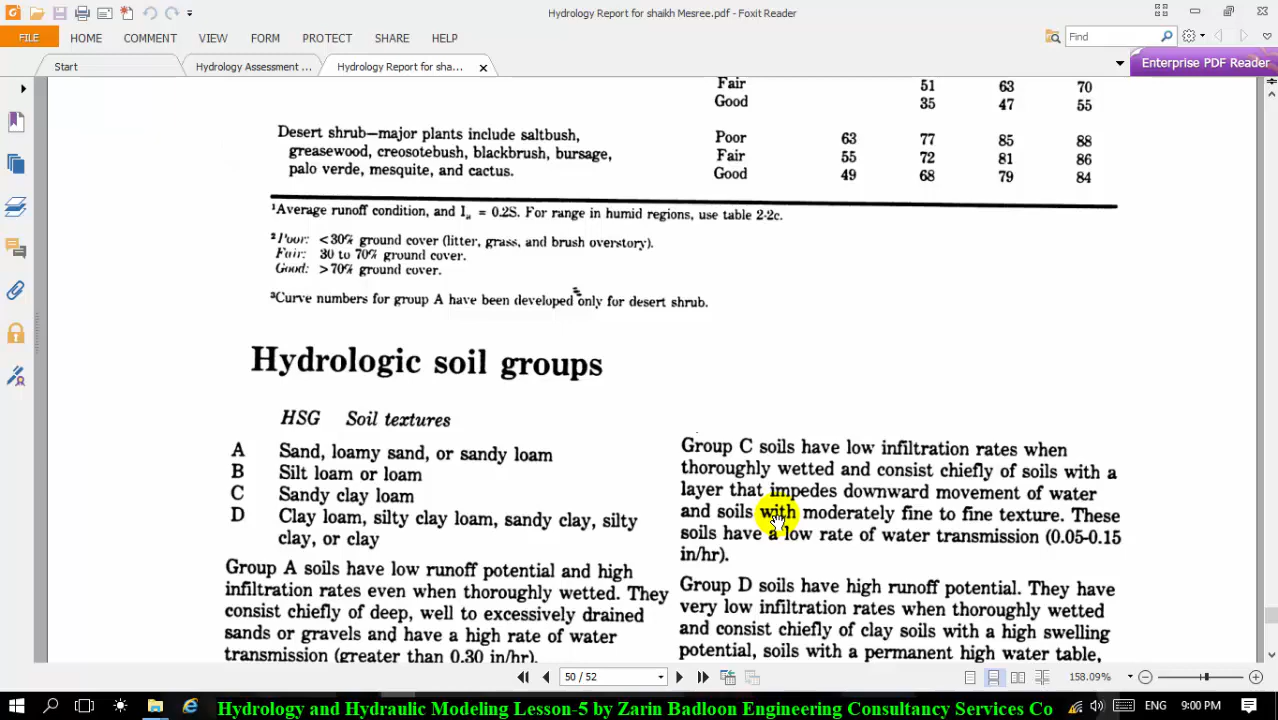 Hydrology Report for shaikh Mesree.pdf - Foxit Reader
FILE HOME COMMENT VIEW FORM PROTECT SHARE HELP
Find
Start
Hydrology Assessment ...
Hydrology Report for sha...
Enterprise PDF Reader
Fair 51 63 70
Good 35 47 55
Desert shrub—major plants include saltbush,
greasewood, creosotebush, blackbrush, bursage,
palo verde, mesquite, and cactus.
Poor 63 77 85 88
Fair 55 72 81 86
Good 49 68 79 84
¹Average runoff condition, and Iₐ = 0.2S. For range in humid regions, use table 2-2c.
²Poor: <30% ground cover (litter, grass, and brush overstory).
Fair: 30 to 70% ground cover.
Good: >70% ground cover.
³Curve numbers for group A have been developed only for desert shrub.
Hydrologic soil groups
HSG Soil textures
A Sand, loamy sand, or sandy loam
B Silt loam or loam
C Sandy clay loam
D Clay loam, silty clay loam, sandy clay, silty
clay, or clay
Group A soils have low runoff potential and high
infiltration rates even when thoroughly wetted. They
consist chiefly of deep, well to excessively drained
sands or gravels and have a high rate of water
transmission (greater than 0.30 in/hr).
Group C soils have low infiltration rates when
thoroughly wetted and consist chiefly of soils with a
layer that impedes downward movement of water
and soils with moderately fine to fine texture. These
soils have a low rate of water transmission (0.05-0.15
in/hr).
Group D soils have high runoff potential. They have
very low infiltration rates when thoroughly wetted
and consist chiefly of clay soils with a high swelling
potential, soils with a permanent high water table,
50 / 52
158.09%
Hydrology and Hydraulic Modeling Lesson-5 by Zarin Badloon Engineering Consultancy Services Co
9:00 PM